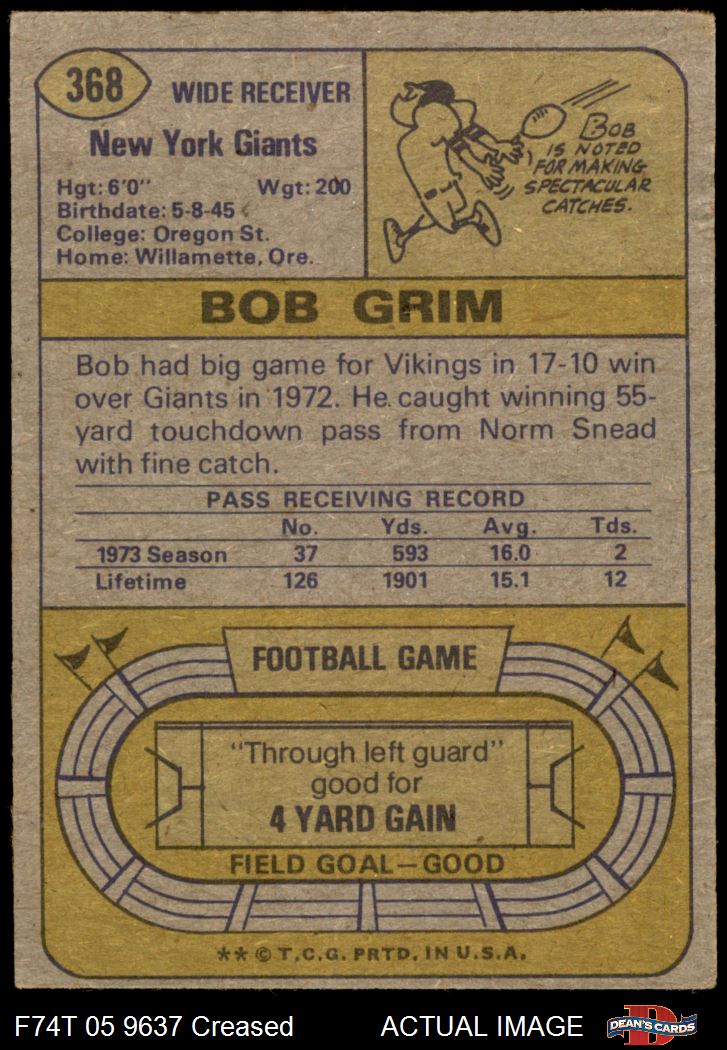 368
WIDE RECEIVER
New York Giants
Hgt: 6'0" Wgt: 200
Birthdate: 5-8-45
College: Oregon St.
Home: Willamette, Ore.
BOB
IS NOTED
FOR MAKING
SPECTACULAR
CATCHES.
BOB GRIM
Bob had big game for Vikings in 17-10 win
over Giants in 1972. He caught winning 55-
yard touchdown pass from Norm Snead
with fine catch.
PASS RECEIVING RECORD
No. Yds. Avg. Tds.
1973 Season 37 593 16.0 2
Lifetime 126 1901 15.1 12
FOOTBALL GAME
"Through left guard"
good for
4 YARD GAIN
FIELD GOAL—GOOD
** © T.C.G. PRTD. IN U.S.A.
F74T 05 9637 Creased ACTUAL IMAGE
DEAN'S CARDS